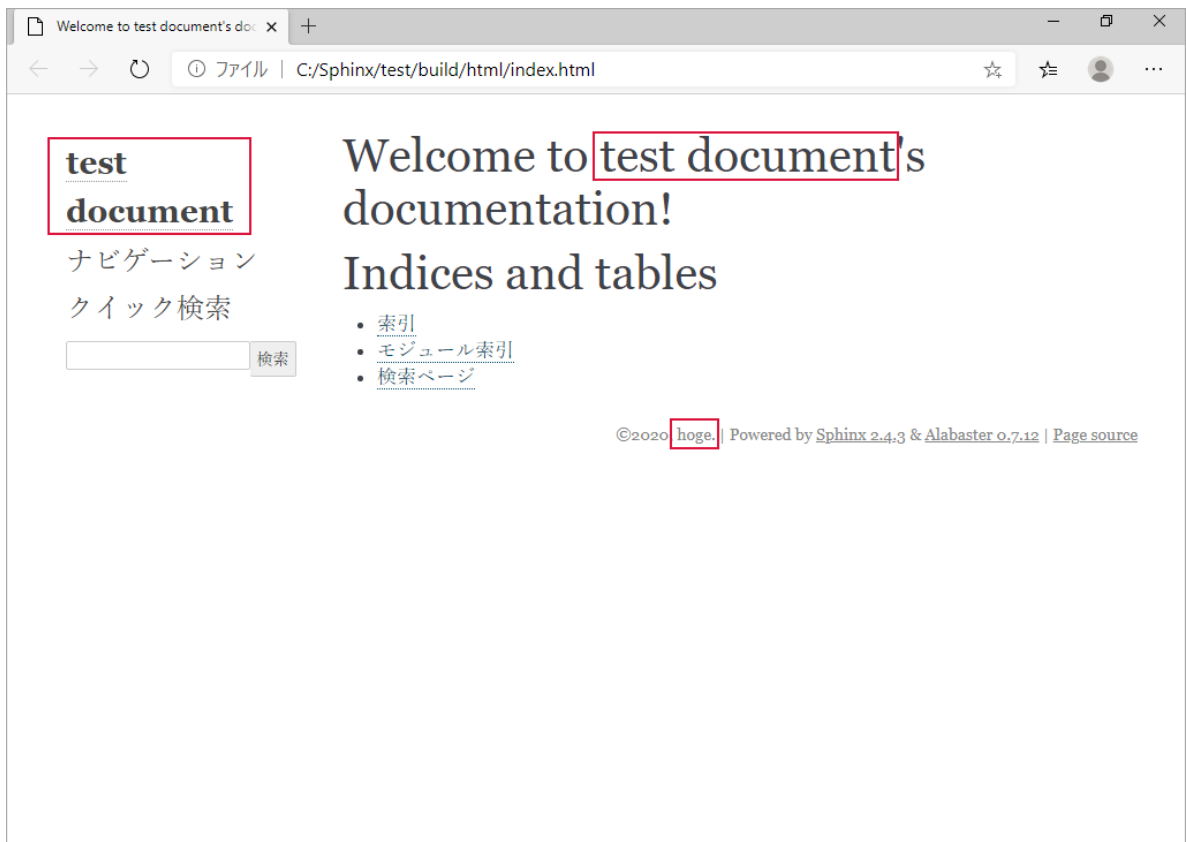 Welcome to test document's doc
ファイル | C:/Sphinx/test/build/html/index.html
test
document
ナビゲーション
クイック検索
検索
Welcome to test document's
documentation!
Indices and tables
索引
モジュール索引
検索ページ
©2020, hoge. | Powered by Sphinx 2.4.3 & Alabaster 0.7.12 | Page source